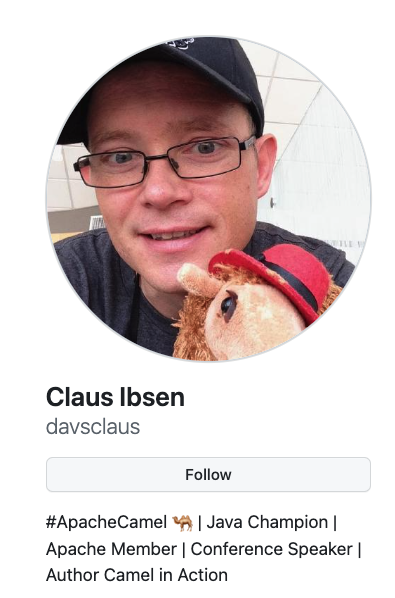 Claus Ibsen
davsclaus
Follow
#ApacheCamel 🐫 | Java Champion |
Apache Member | Conference Speaker |
Author Camel in Action